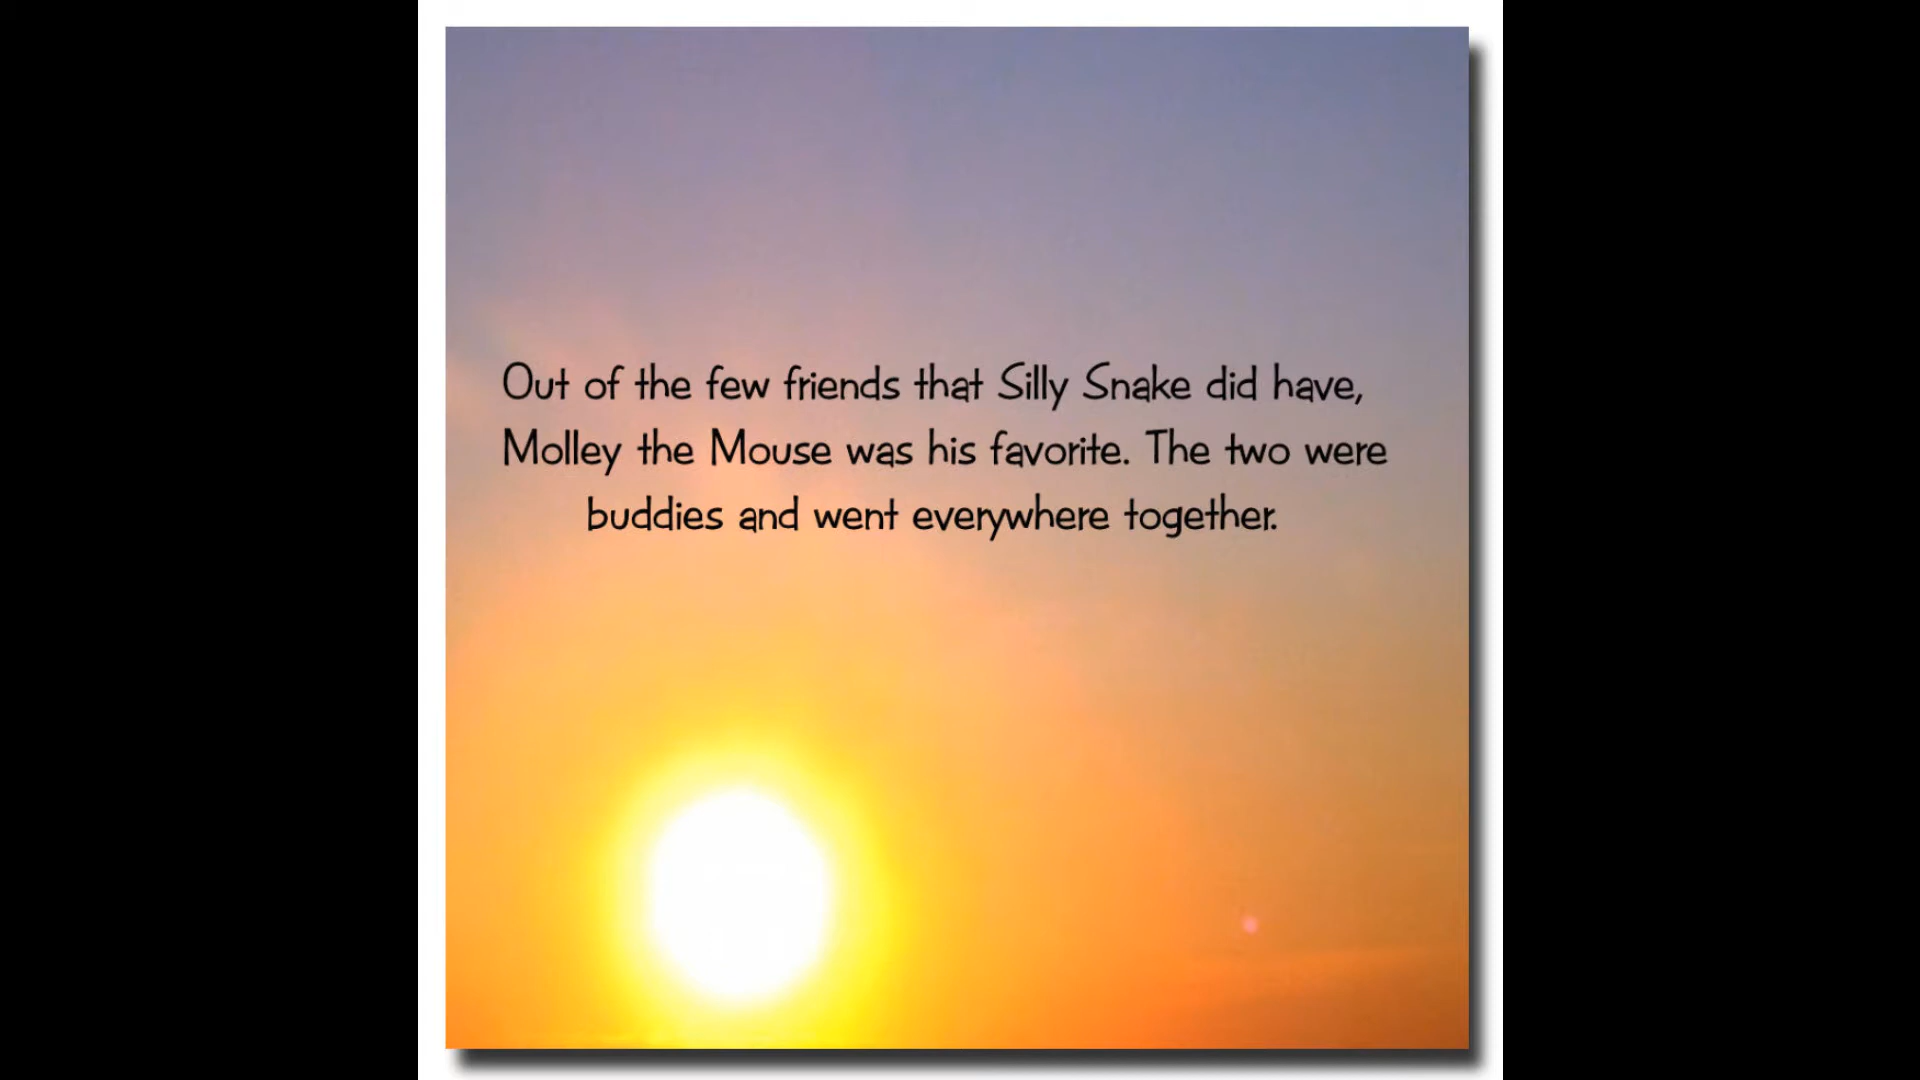 Out of the few friends that Silly Snake did have,
Molley the Mouse was his favorite. The two were
buddies and went everywhere together.